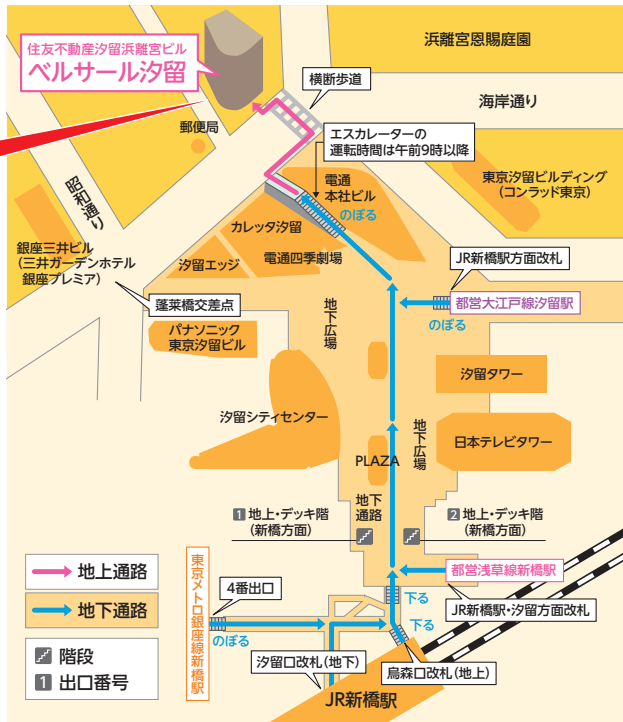 浜離宮恩賜庭園
住友不動産汐留浜離宮ビル
ベルサール汐留
横断歩道
海岸通り
郵便局
エスカレーターの
運転時間は午前9時以降
昭和通り
電通
本社ビル
のぼる
東京汐留ビルディング
(コンラッド東京)
カレッタ汐留
銀座三井ビル
(三井ガーデンホテル
銀座プレミア)
汐留エッジ
電通四季劇場
JR新橋駅方面改札
蓬莱橋交差点
都営大江戸線汐留駅
のぼる
地下広場
パナソニック
東京汐留ビル
汐留タワー
汐留シティセンター
地下広場
日本テレビタワー
PLAZA
地下
通路
1 地上・デッキ階
(新橋方面)
2 地上・デッキ階
(新橋方面)
地上通路
地下通路
階段
1 出口番号
東京メトロ銀座線新橋駅
4番出口
のぼる
都営浅草線新橋駅
下る
JR新橋駅・汐留方面改札
下る
汐留口改札(地下)
烏森口改札(地上)
JR新橋駅